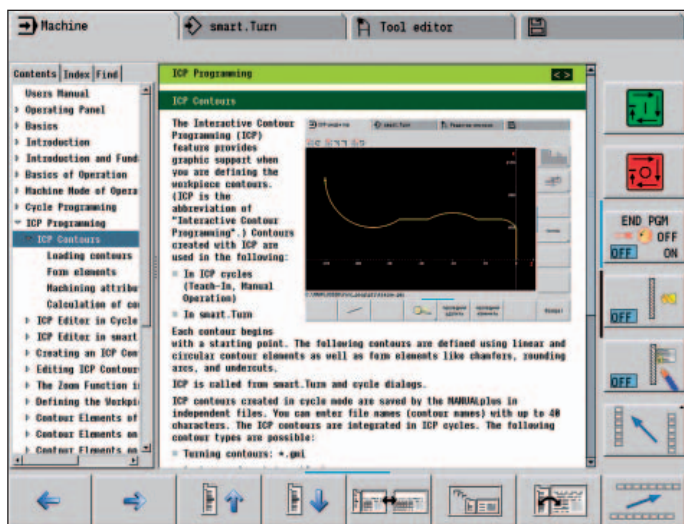 Machine
smart.Turn
Tool editor
Contents Index Find
Users Manual
Operating Panel
Basics
Introduction
Introduction and Fund
Basics of Operation
Machine Mode of Opera
Cycle Programming
ICP Programming
ICP Contours
Loading contours
Form elements
Machining attribu
Calculation of co
ICP Editor in Cycle
ICP Editor in smart
Creating an ICP Con
Editing ICP Contour
The Zoom Function i
Defining the Workpi
Contour Elements of
Contour Elements on
Contour Elements on
ICP Programming
< >
ICP Contours
The Interactive Contour
Programming (ICP)
feature provides
graphic support when
you are defining the
workpiece contours.
(ICP is the
abbreviation of
"Interactive Contour
Programming".) Contours
created with ICP are
used in the following:
In ICP cycles
(Teach-In, Manual
Operation)
In smart.Turn
Each contour begins
with a starting point. The following contours are defined using linear and
circular contour elements as well as form elements like chamfers, rounding
arcs, and undercuts.
ICP is called from smart.Turn and cycle dialogs.
ICP contours created in cycle mode are saved by the MANUALplus in
independent files. You can enter file names (contour names) with up to 40
characters. The ICP contours are integrated in ICP cycles. The following
contour types are possible:
Turning contours: *.gmi
smart.Turn
END PGM
OFF
OFF ON
OFF
OFF